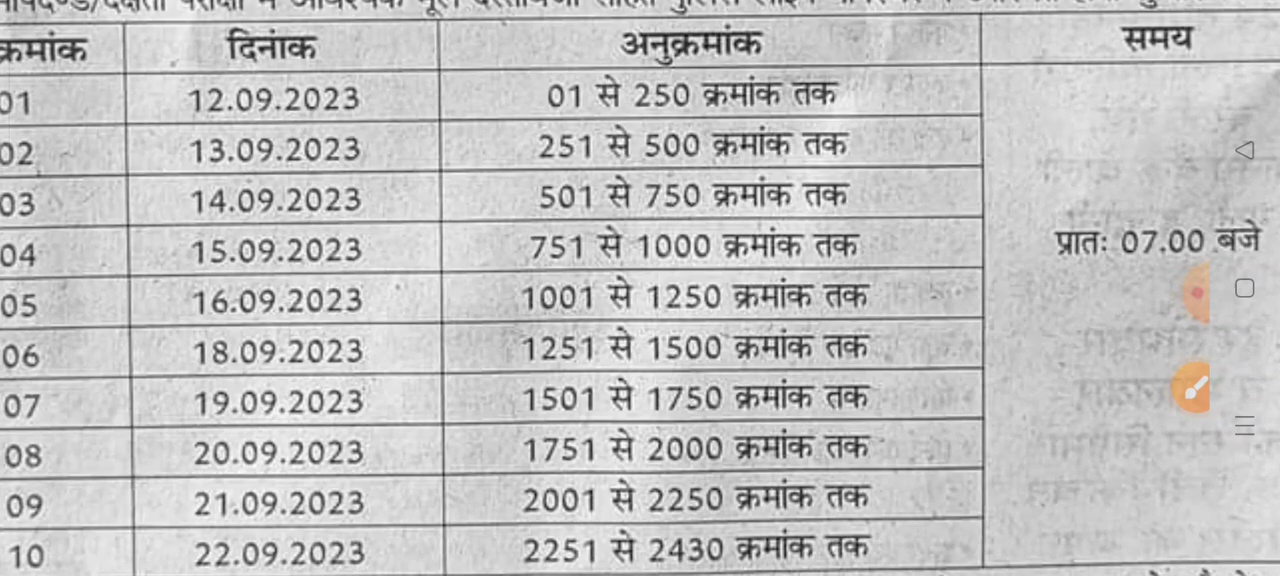 क्रमांक दिनांक अनुक्रमांक समय
01 12.09.2023 01 से 250 क्रमांक तक
02 13.09.2023 251 से 500 क्रमांक तक
03 14.09.2023 501 से 750 क्रमांक तक
04 15.09.2023 751 से 1000 क्रमांक तक प्रातः 07.00 बजे
05 16.09.2023 1001 से 1250 क्रमांक तक
06 18.09.2023 1251 से 1500 क्रमांक तक
07 19.09.2023 1501 से 1750 क्रमांक तक
08 20.09.2023 1751 से 2000 क्रमांक तक
09 21.09.2023 2001 से 2250 क्रमांक तक
10 22.09.2023 2251 से 2430 क्रमांक तक